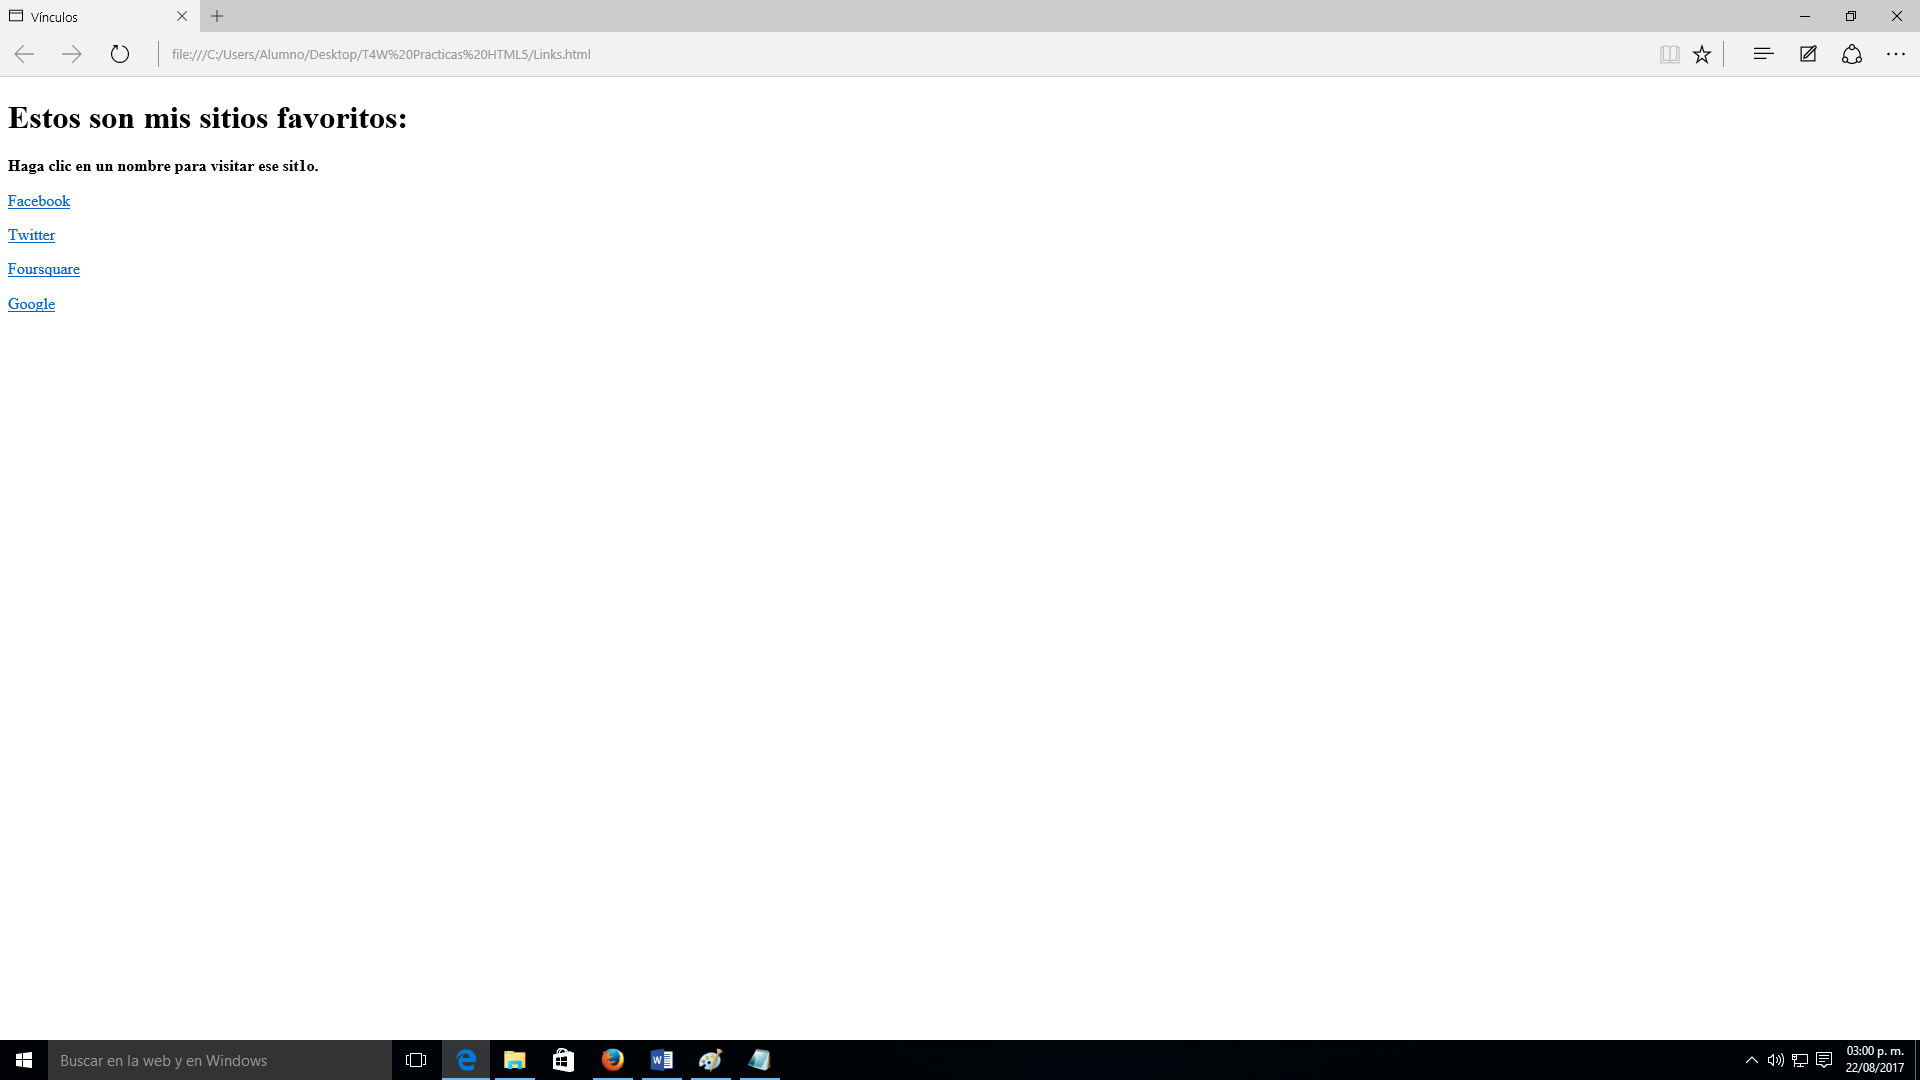 Vínculos
file:///C:/Users/Alumno/Desktop/T4W%20Practicas%20HTML5/Links.html
Estos son mis sitios favoritos:
Haga clic en un nombre para visitar ese sit1o.
Facebook
Twitter
Foursquare
Google
Buscar en la web y en Windows
03:00 p. m.
22/08/2017